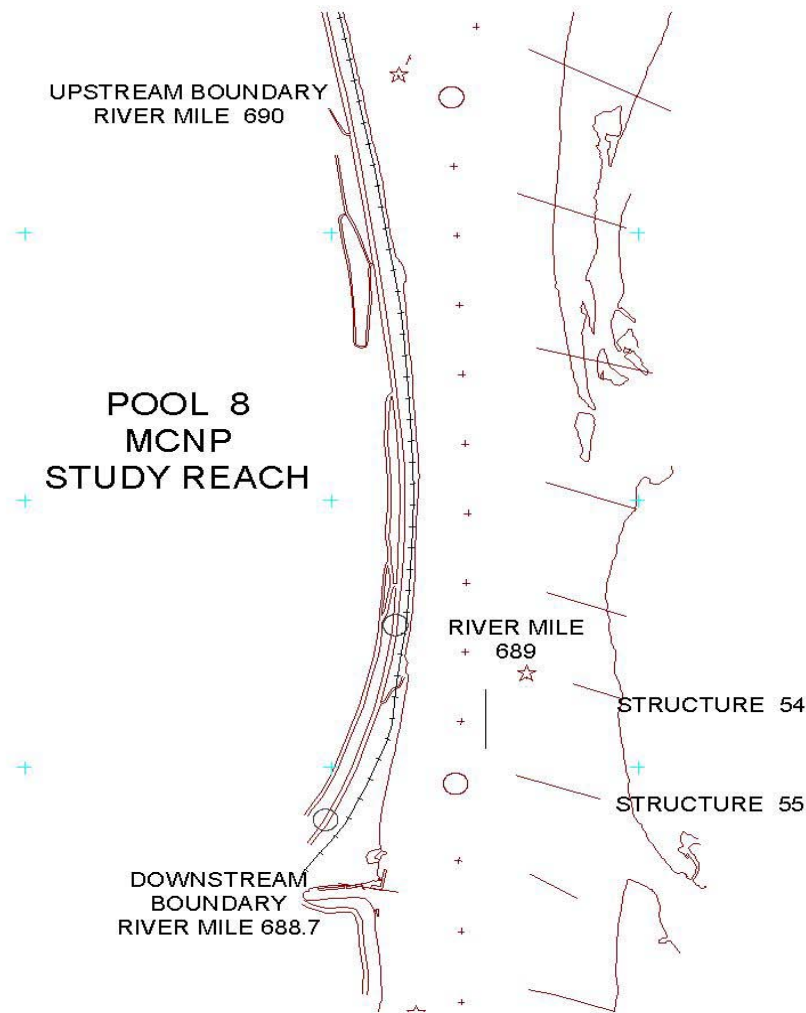 UPSTREAM BOUNDARY
RIVER MILE 690
POOL 8
MCNP
STUDY REACH
RIVER MILE
689
STRUCTURE 54
STRUCTURE 55
DOWNSTREAM
BOUNDARY
RIVER MILE 688.7